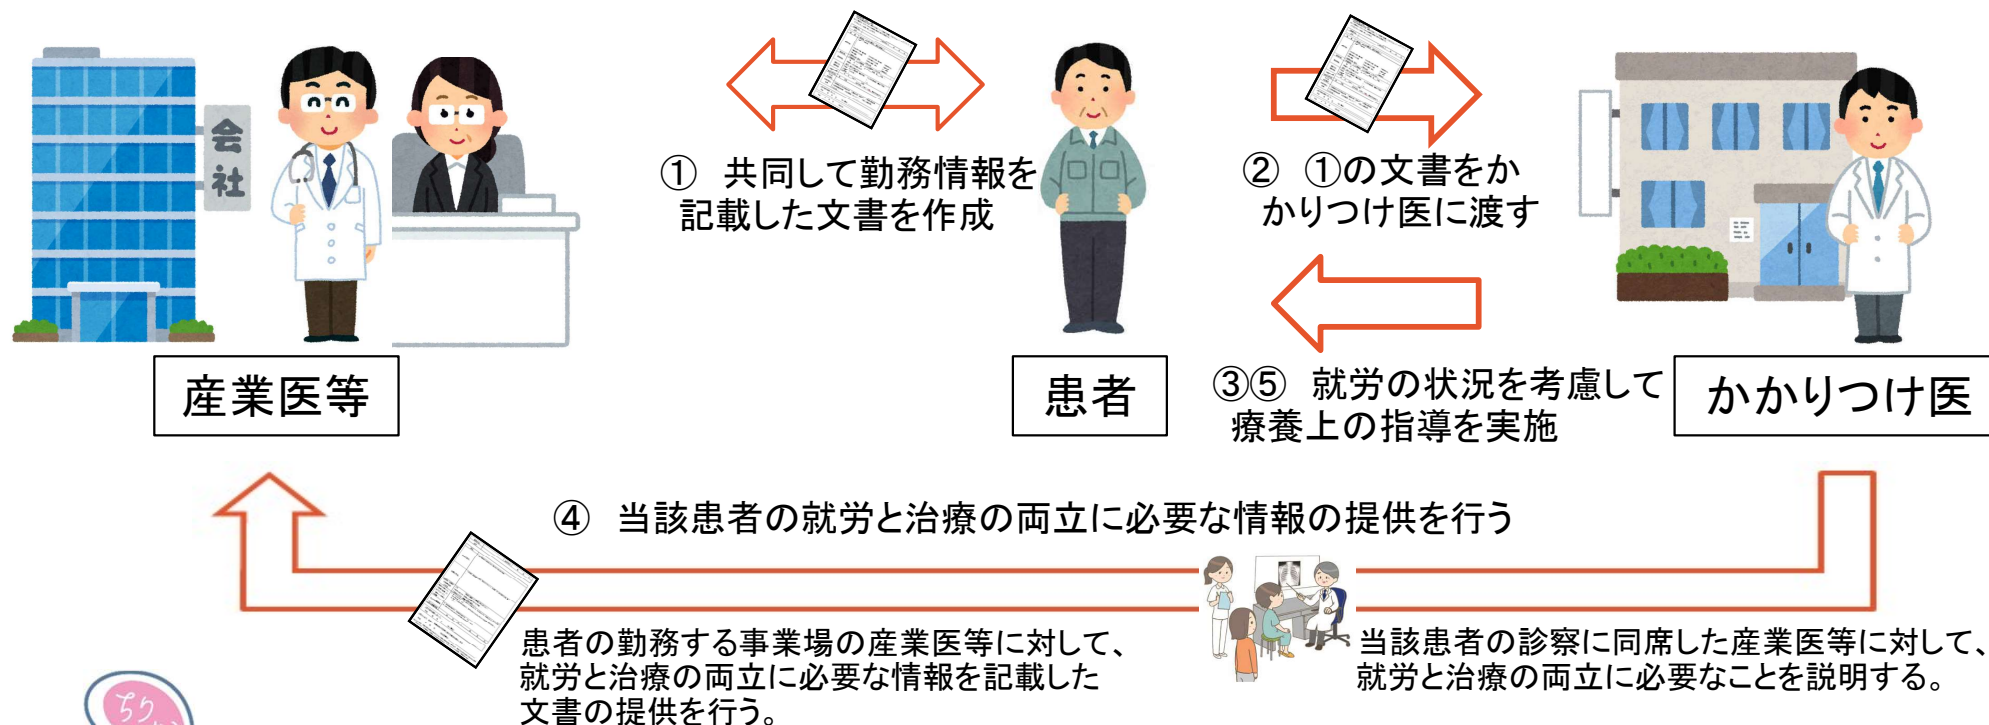 会社
① 共同して勤務情報を
記載した文書を作成
② ①の文書をか
かりつけ医に渡す
産業医等
患者
③⑤ 就労の状況を考慮して
療養上の指導を実施
かかりつけ医
④ 当該患者の就労と治療の両立に必要な情報の提供を行う
患者の勤務する事業場の産業医等に対して、
就労と治療の両立に必要な情報を記載した
文書の提供を行う。
当該患者の診察に同席した産業医等に対して、
就労と治療の両立に必要なことを説明する。
ちり